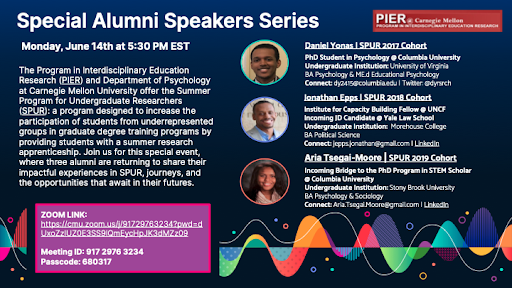 Special Alumni Speakers Series
Monday, June 14th at 5:30 PM EST
The Program in Interdisciplinary Education
Research (PIER) and Department of Psychology
at Carnegie Mellon University offer the Summer
Program for Undergraduate Researchers
(SPUR): a program designed to increase the
participation of students from underrepresented
groups in graduate degree training programs by
providing students with a summer research
apprenticeship. Join us for this special event,
where three alumni are returning to share their
impactful experiences in SPUR, journeys, and
the opportunities that await in their futures.
ZOOM LINK:
https://cmu.zoom.us/j/91729763234?pwd=d
Meeting ID: 917 2976 3234
Passcode: 680317
PIER @ Carnegie Mellon
PROGRAM IN INTERDISCIPLINARY EDUCATION RESEARCH
Daniel Yonas | SPUR 2017 Cohort
PhD Student in Psychology @ Columbia University
Undergraduate Institution: University of Virginia
BA Psychology & MEd Educational Psychology
Connect: dy2415@columbia.edu | Twitter: @dysrch
Jonathan Epps | SPUR 2018 Cohort
Institute for Capacity Building Fellow @ UNCF
Incoming JD Candidate @ Yale Law School
Undergraduate Institution: Morehouse College
BA Political Science
Connect: jepps.jonathan@gmail.com | LinkedIn
Aria Tsegai-Moore | SPUR 2019 Cohort
Incoming Bridge to the PhD Program in STEM Scholar
@ Columbia University
Undergraduate Institution: Stony Brook University
BA Psychology & Sociology
Connect: Aria.Tsegai.Moore@gmail.com | LinkedIn